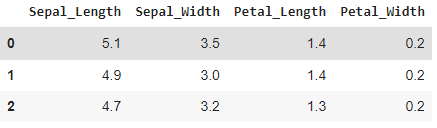 Sepal_Length Sepal_Width Petal_Length Petal_Width
0 5.1 3.5 1.4 0.2
1 4.9 3.0 1.4 0.2
2 4.7 3.2 1.3 0.2